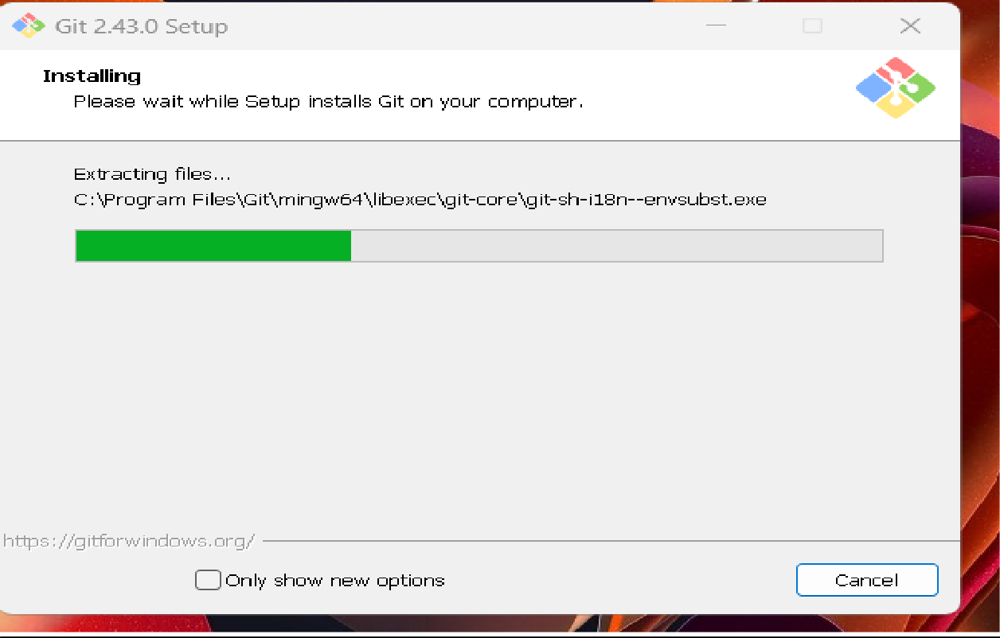 Git 2.43.0 Setup
Installing
Please wait while Setup installs Git on your computer.
Extracting files...
C:\Program Files\Git\mingw64\libexec\git-core\git-sh-i18n--envsubst.exe
https://gitforwindows.org/
Only show new options
Cancel